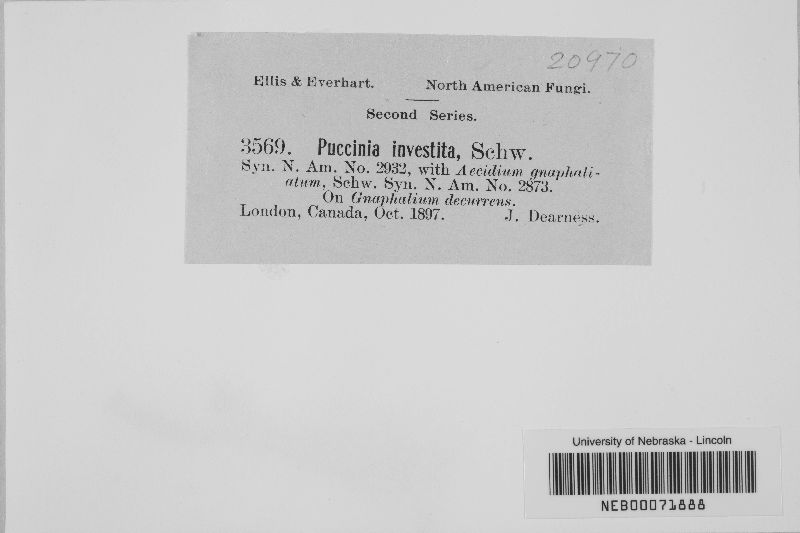 20970
Ellis & Everhart. North American Fungi.
Second Series.
3569. Puccinia investita, Schw.
Syn. N. Am. No. 2932, with Aecidium gnaphali-
atum, Schw. Syn. N. Am. No. 2873.
On Gnaphalium decurrens.
London, Canada, Oct. 1897. J. Dearness.
University of Nebraska - Lincoln
NEB00071888